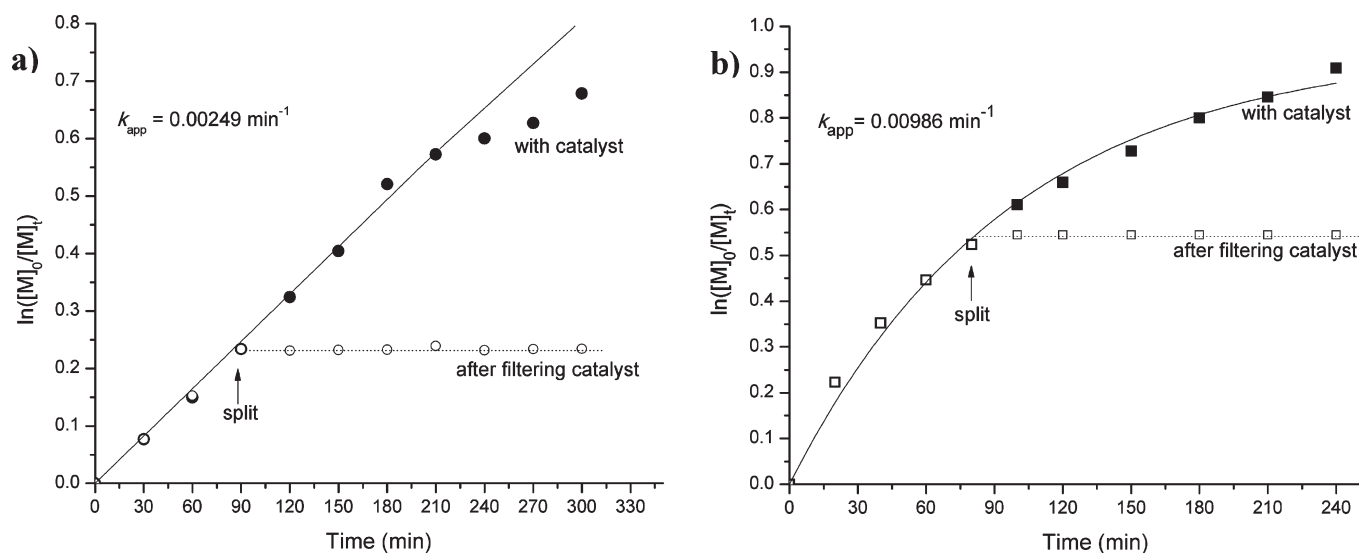 a)
0.8
0.7
0.6
0.5
0.4
0.3
0.2
0.1
0.0
ln([M]0/[M]t)
kapp = 0.00249 min-1
with catalyst
after filtering catalyst
split
0 30 60 90 120 150 180 210 240 270 300 330
Time (min)
b)
1.0
0.9
0.8
0.7
0.6
0.5
0.4
0.3
0.2
0.1
0.0
ln([M]0/[M]t)
kapp= 0.00986 min-1
with catalyst
after filtering catalyst
split
0 30 60 90 120 150 180 210 240
Time (min)